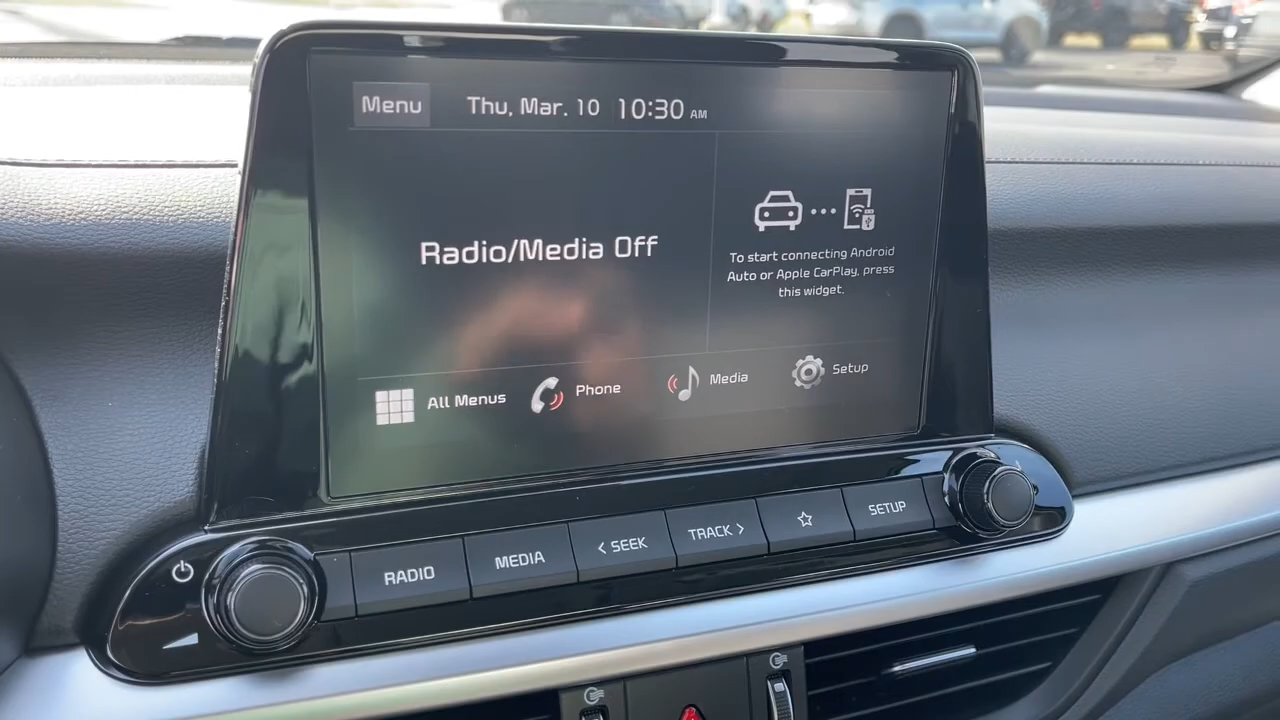 Menu Thu, Mar. 10 10:30 AM
Radio/Media Off
To start connecting Android
Auto or Apple CarPlay, press
this widget.
All Menus Phone Media Setup
RADIO MEDIA < SEEK TRACK > SETUP